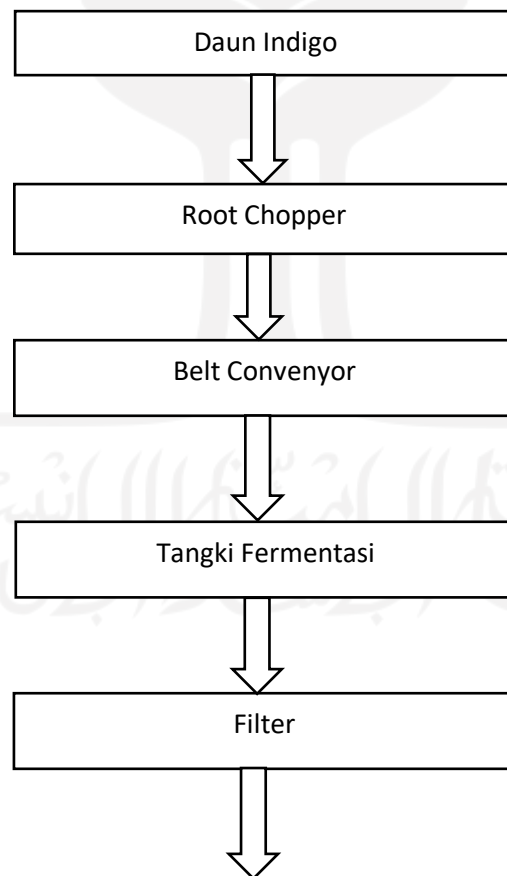 Daun Indigo
Root Chopper
Belt Convenyor
Tangki Fermentasi
Filter